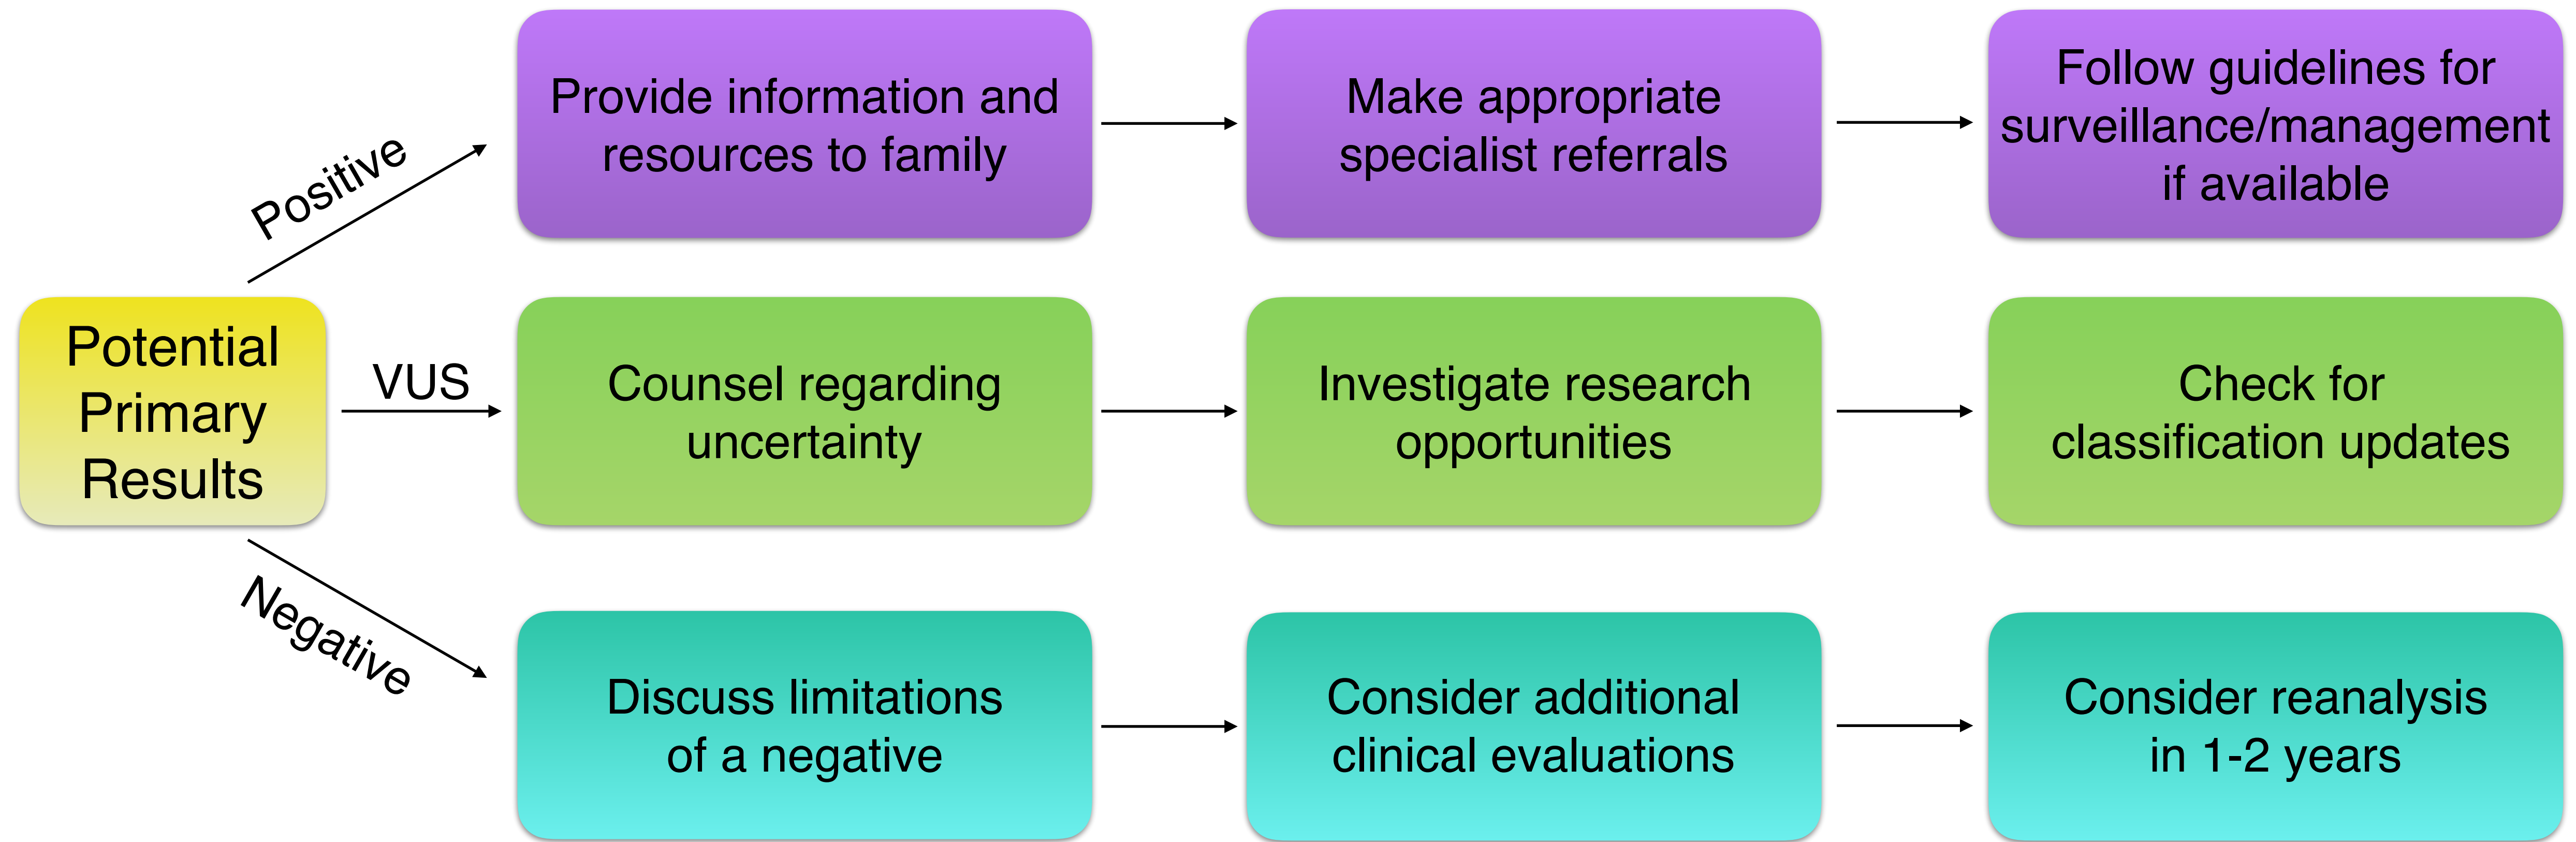 Potential
Primary
Results
Positive
Provide information and
resources to family
Make appropriate
specialist referrals
Follow guidelines for
surveillance/management
if available
VUS
Counsel regarding
uncertainty
Investigate research
opportunities
Check for
classification updates
Negative
Discuss limitations
of a negative
Consider additional
clinical evaluations
Consider reanalysis
in 1-2 years